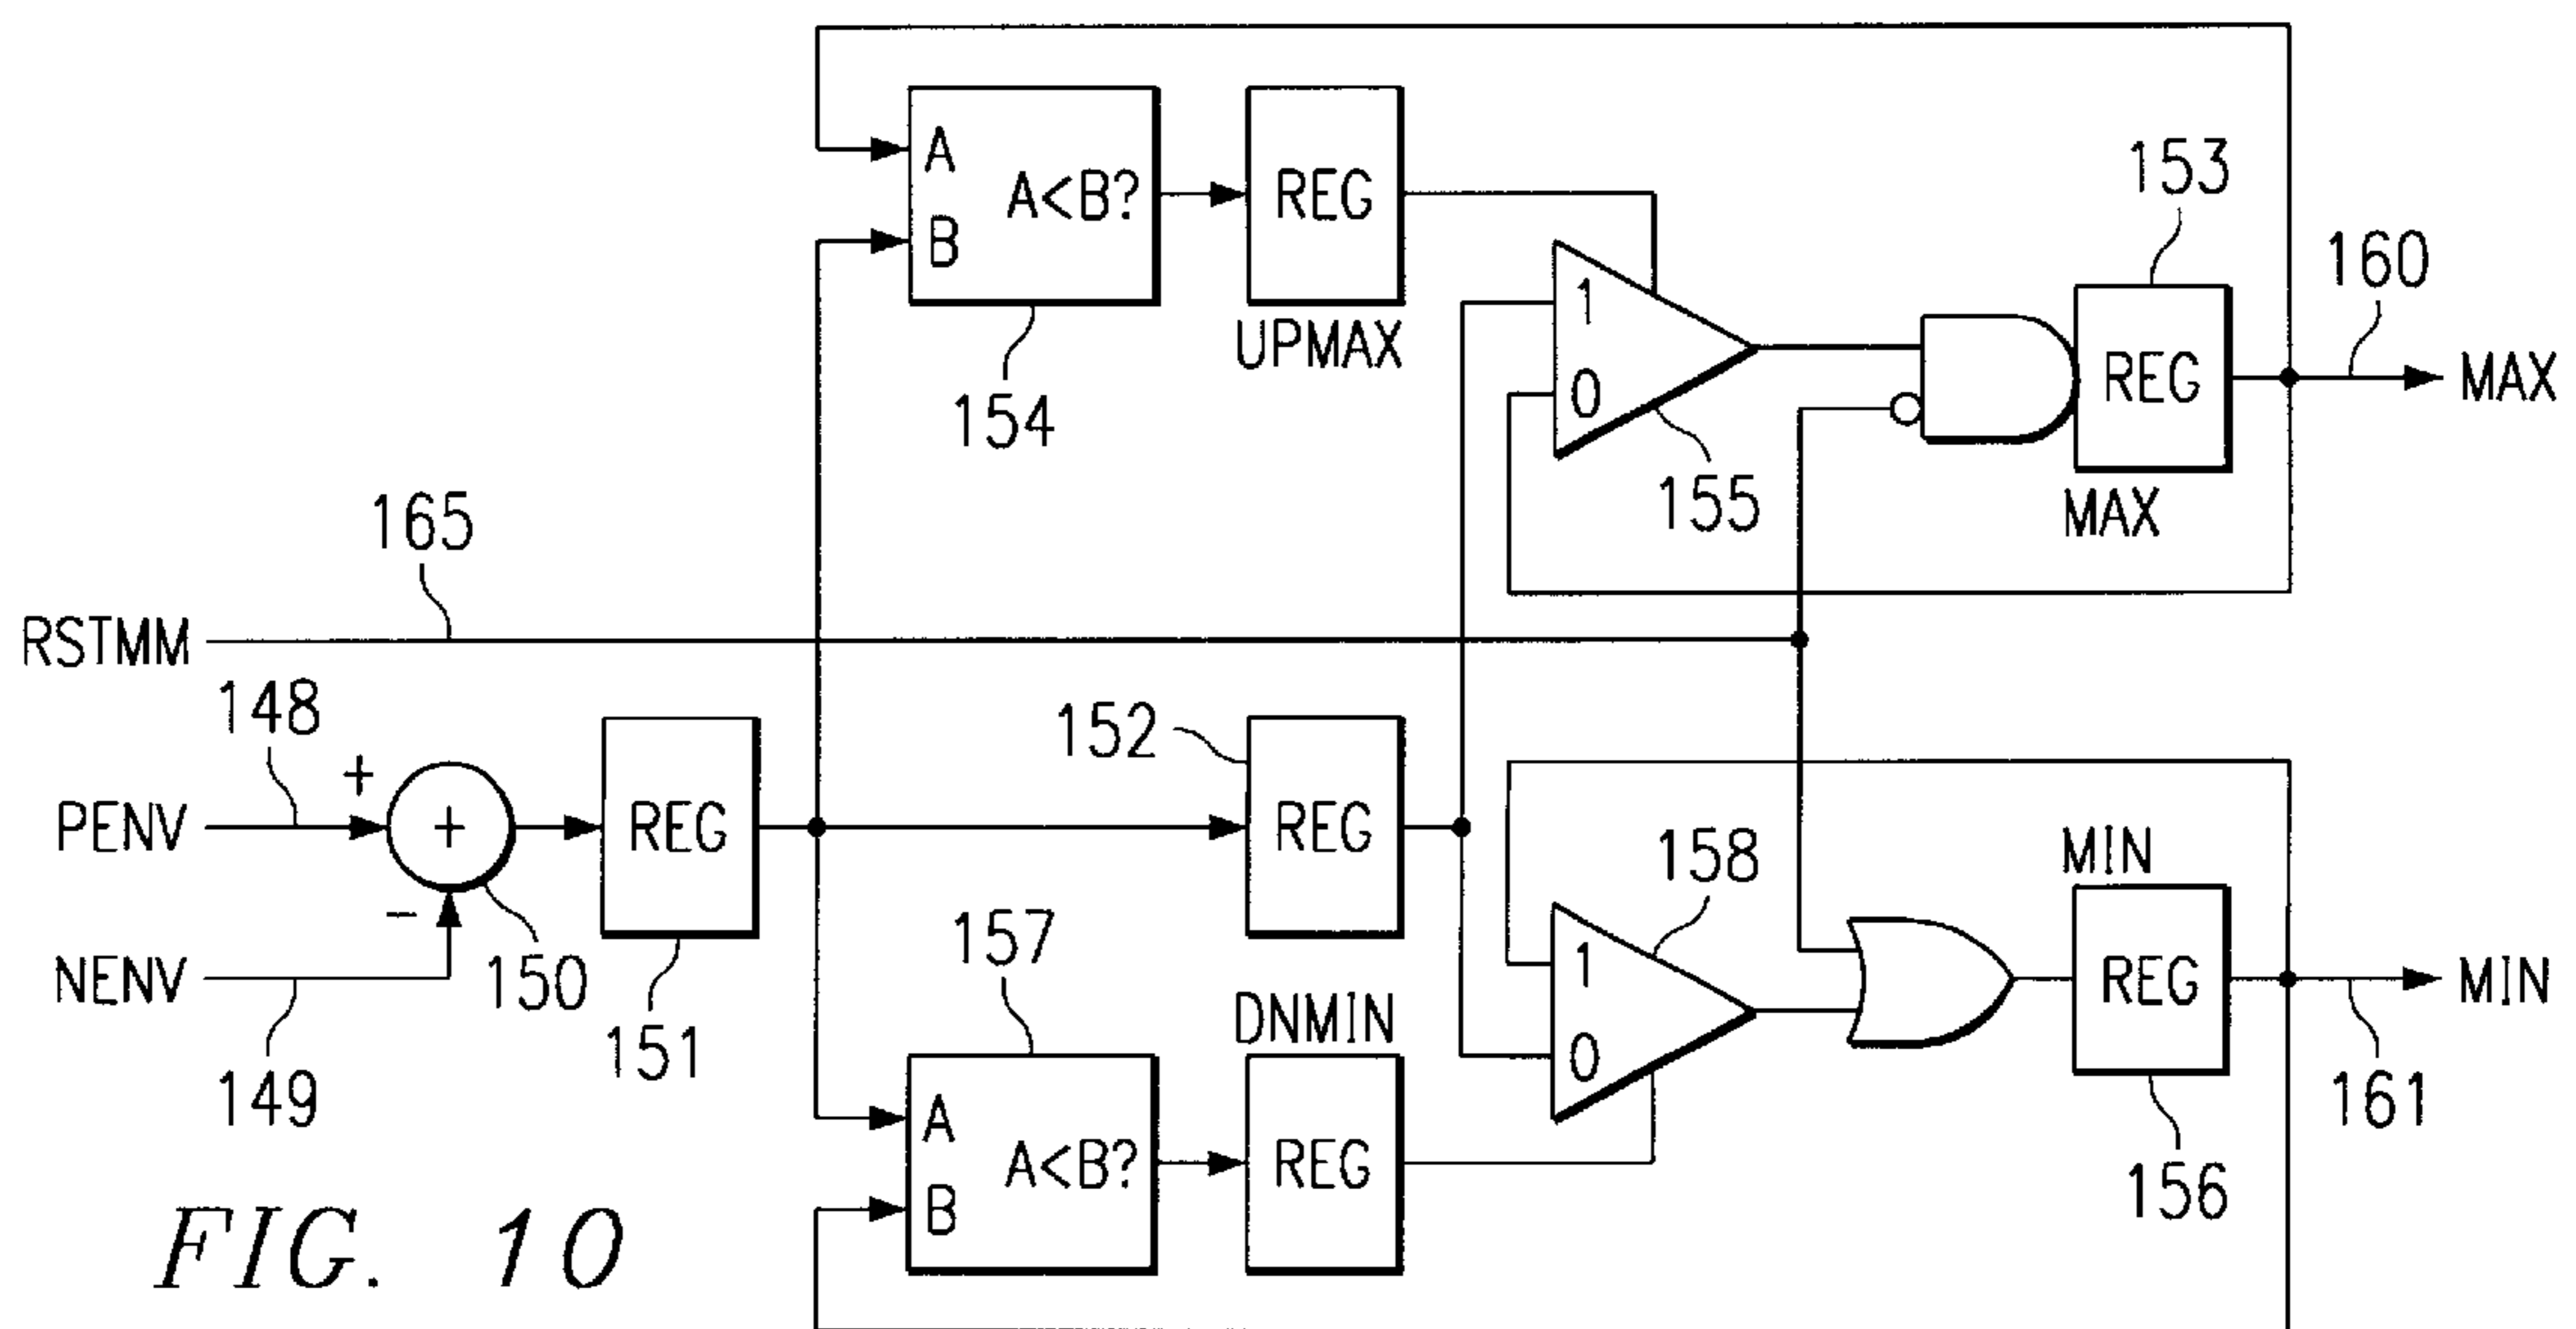 A
B
A<B?
154
REG
UPMAX
1
0
155
153
REG
MAX
160
MAX
165
RSTMM
148
PENV
+
+
-
NENV
149
150
REG
151
152
REG
157
A
B
A<B?
DNMIN
REG
158
1
0
MIN
REG
156
161
MIN
FIG. 10